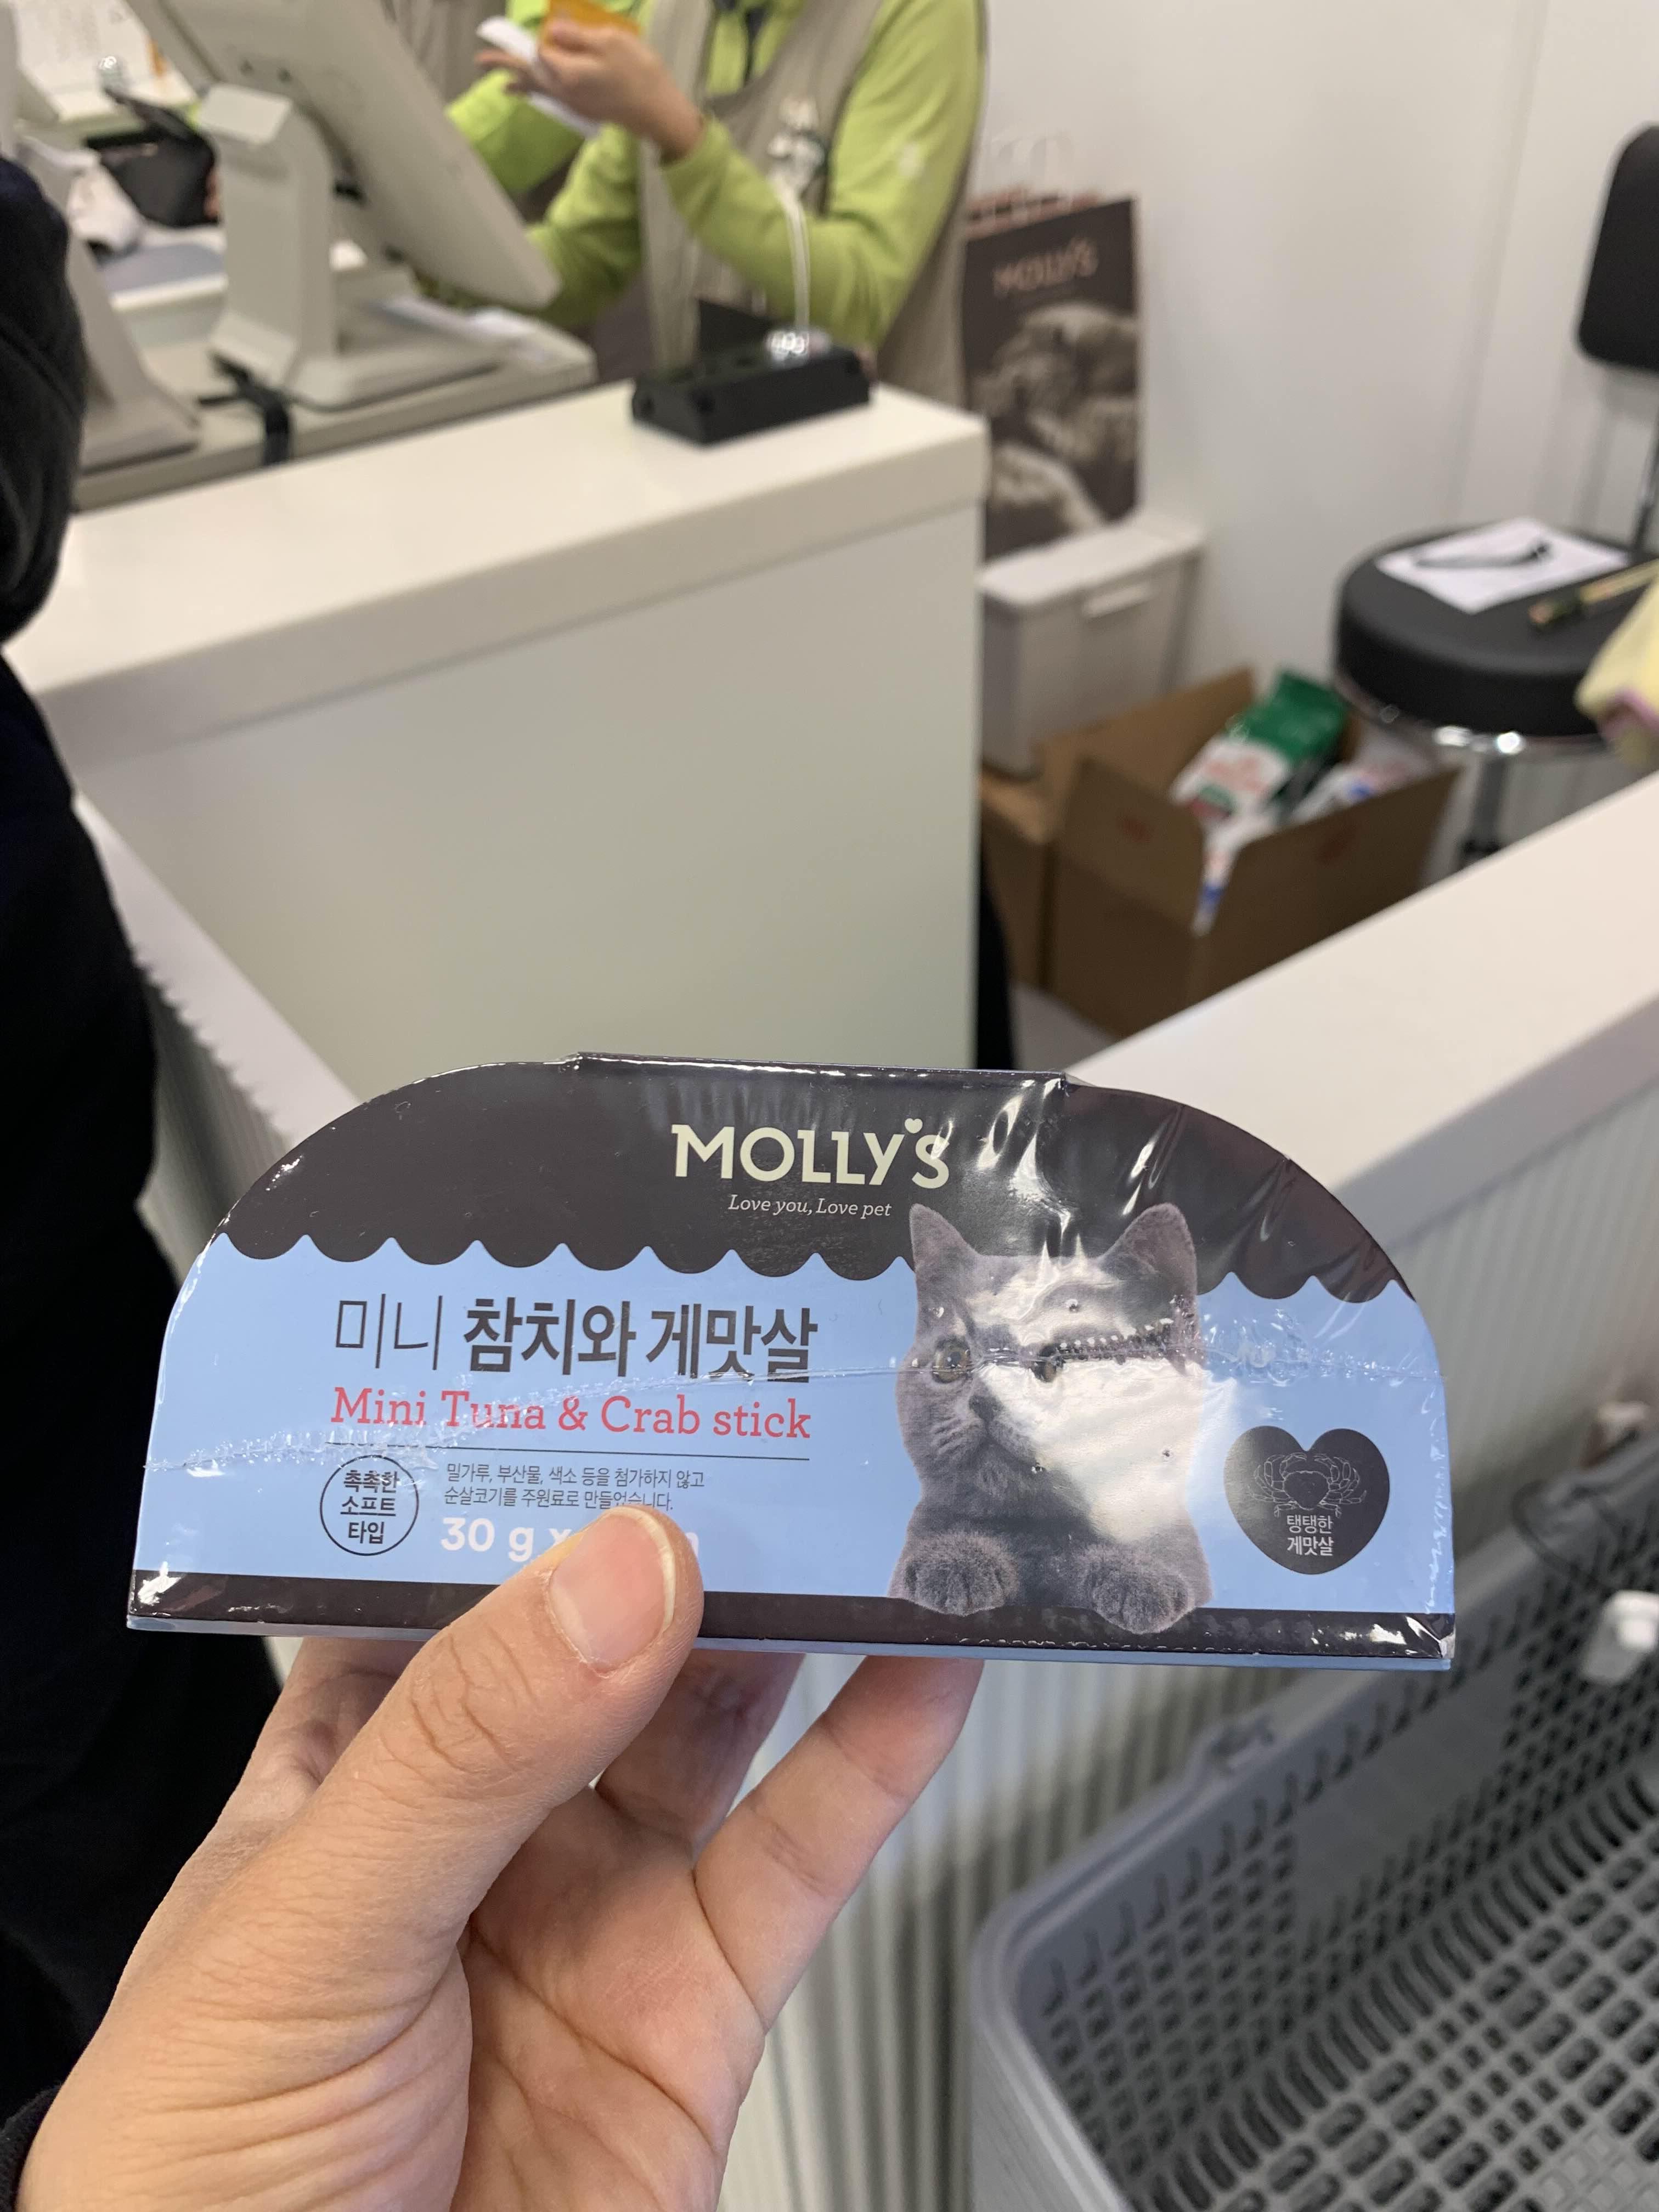 MOLLY'S
MOLLY'S
Love you, Love pet
미니 참치와 게맛살
Mini Tuna & Crab stick
촉촉한
소프트
타입
밀가루, 부산물, 색소 등을 첨가하지 않고
순살코기를 주원료로 만들었습니다.
30 g
탱탱한
게맛살